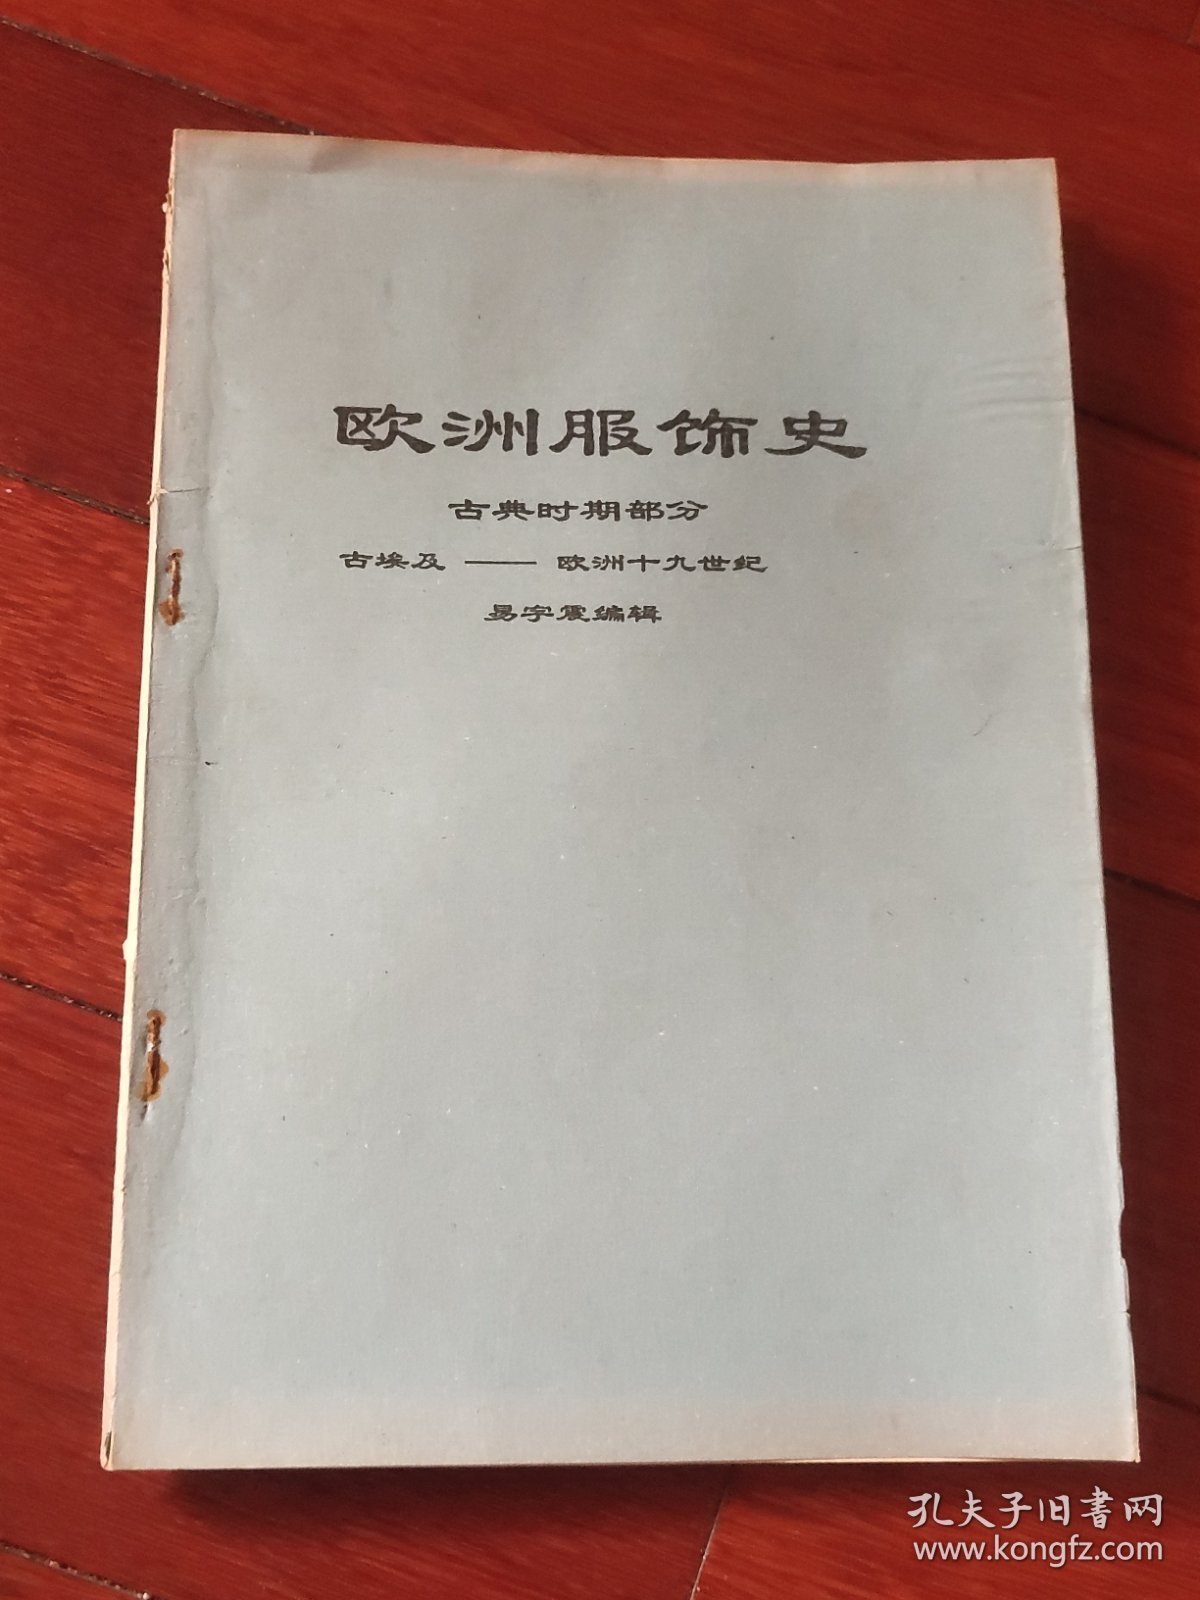 欧洲服饰史
古典时期部分
古埃及 —— 欧洲十九世纪
易宇震编辑
孔夫子旧书网
www.kongfz.com